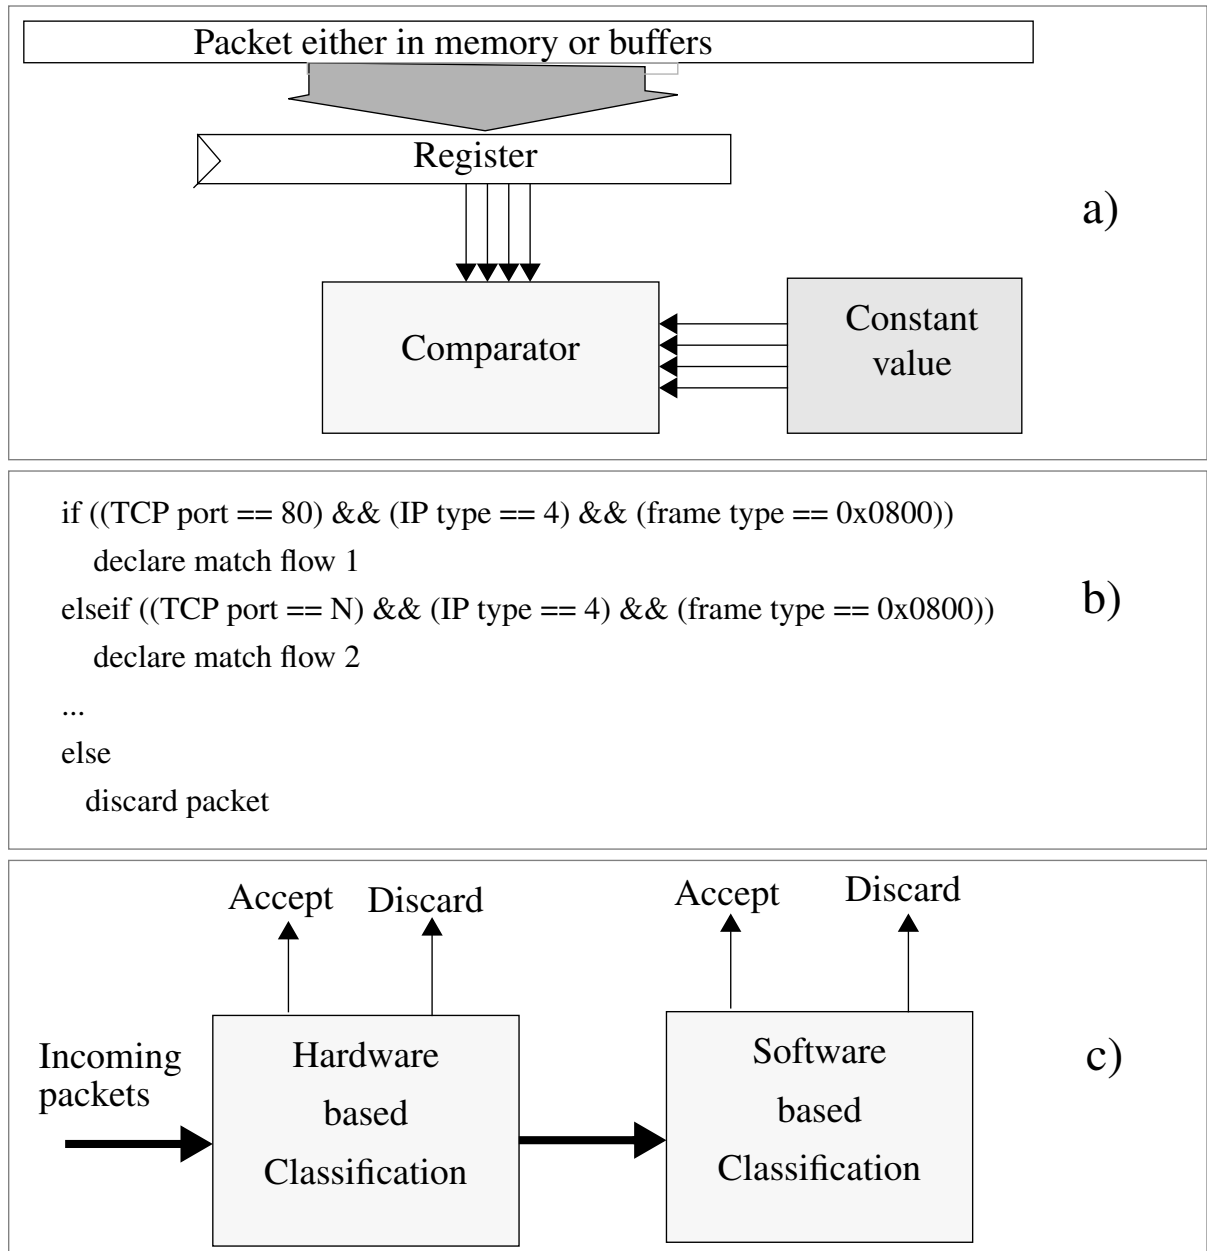 Packet either in memory or buffers
Register
a)
Comparator
Constant
value
if ((TCP port == 80) && (IP type == 4) && (frame type == 0x0800))
declare match flow 1
elseif ((TCP port == N) && (IP type == 4) && (frame type == 0x0800))
declare match flow 2
...
else
discard packet
b)
Accept
Discard
Accept
Discard
Incoming
packets
Hardware
based
Classification
Software
based
Classification
c)